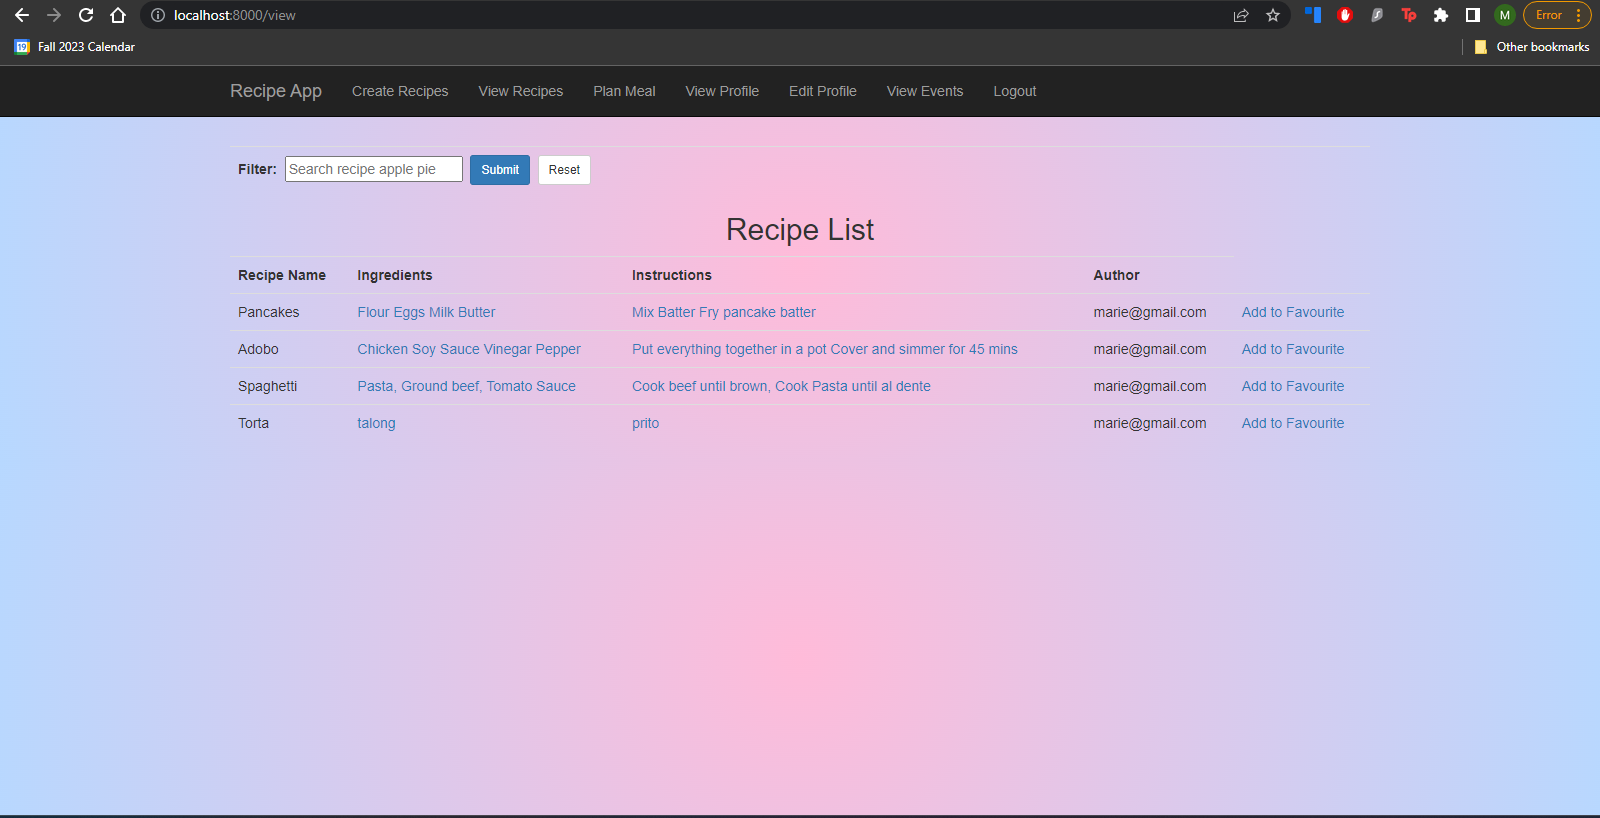 localhost:8000/view
M
Error
19
Fall 2023 Calendar
Other bookmarks
Recipe App Create Recipes View Recipes Plan Meal View Profile Edit Profile View Events Logout
Filter: Search recipe apple pie Submit Reset
Recipe List
Recipe Name Ingredients Instructions Author
Pancakes Flour Eggs Milk Butter Mix Batter Fry pancake batter marie@gmail.com Add to Favourite
Adobo Chicken Soy Sauce Vinegar Pepper Put everything together in a pot Cover and simmer for 45 mins marie@gmail.com Add to Favourite
Spaghetti Pasta, Ground beef, Tomato Sauce Cook beef until brown, Cook Pasta until al dente marie@gmail.com Add to Favourite
Torta talong prito marie@gmail.com Add to Favourite